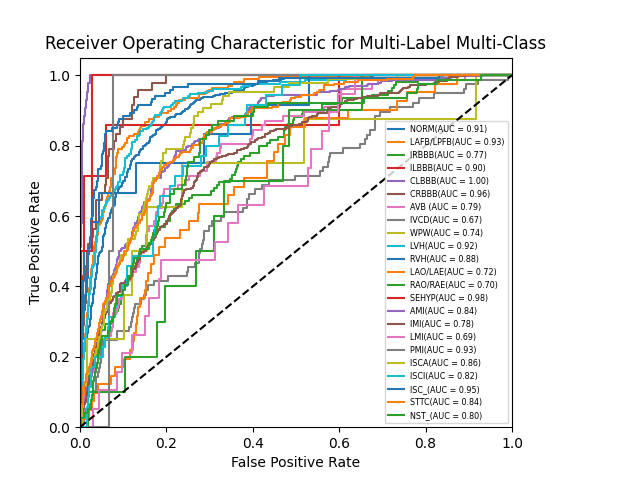 Receiver Operating Characteristic for Multi-Label Multi-Class
True Positive Rate
1.0
0.8
0.6
0.4
0.2
0.0
NORM(AUC = 0.91)
LAFB/LPFB(AUC = 0.93)
IRBBB(AUC = 0.77)
ILBBB(AUC = 0.90)
CLBBB(AUC = 1.00)
CRBBB(AUC = 0.96)
AVB (AUC = 0.79)
IVCD(AUC = 0.67)
WPW(AUC = 0.74)
LVH(AUC = 0.92)
RVH(AUC = 0.88)
LAO/LAE(AUC = 0.72)
RAO/RAE(AUC = 0.70)
SEHYP(AUC = 0.98)
AMI(AUC = 0.84)
IMI(AUC = 0.78)
LMI(AUC = 0.69)
PMI(AUC = 0.93)
ISCA(AUC = 0.86)
ISCI(AUC = 0.82)
ISC_(AUC = 0.95)
STTC(AUC = 0.84)
NST_(AUC = 0.80)
0.0 0.2 0.4 0.6 0.8 1.0
False Positive Rate